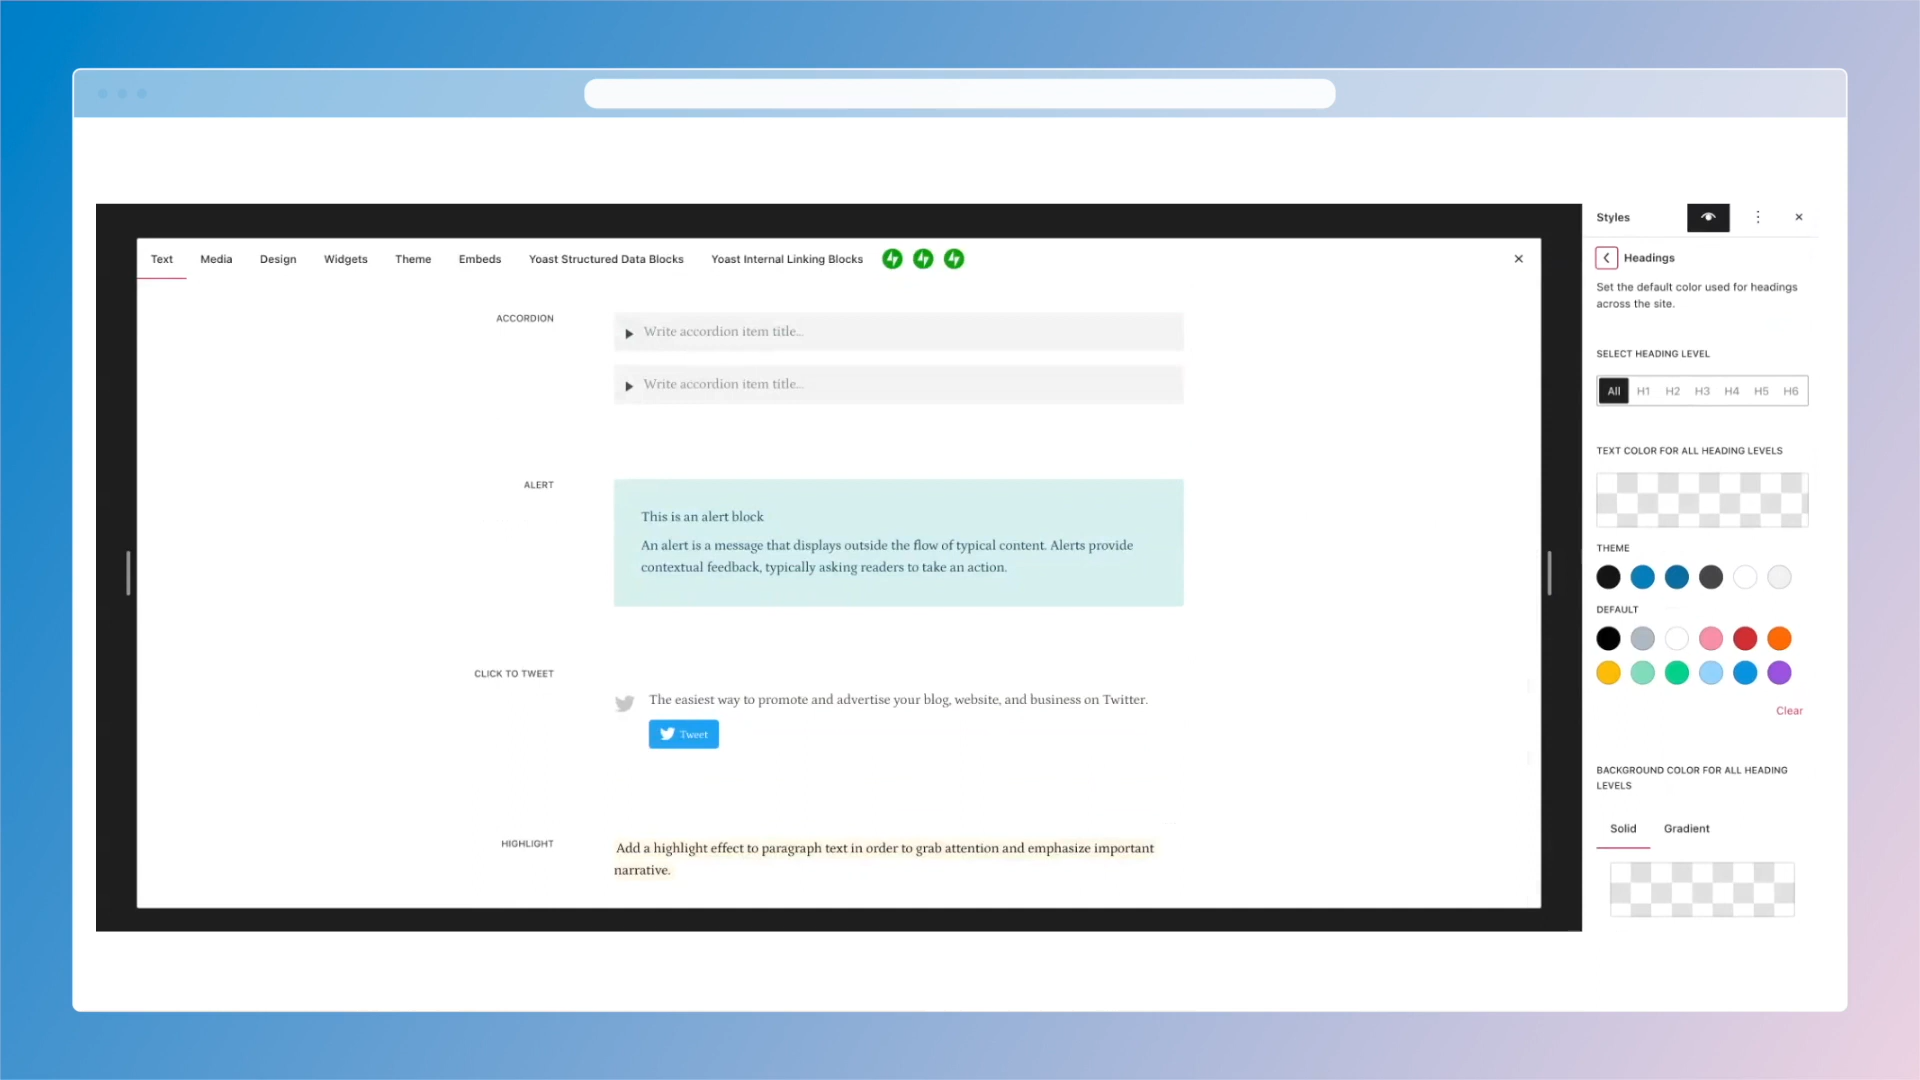 Styles
Text Media Design Widgets Theme Embeds Yoast Structured Data Blocks Yoast Internal Linking Blocks
ACCORDION
Write accordion item title...
Write accordion item title...
ALERT
This is an alert block
An alert is a message that displays outside the flow of typical content. Alerts provide
contextual feedback, typically asking readers to take an action.
CLICK TO TWEET
The easiest way to promote and advertise your blog, website, and business on Twitter.
Tweet
HIGHLIGHT
Add a highlight effect to paragraph text in order to grab attention and emphasize important
narrative.
Headings
Set the default color used for headings
across the site.
SELECT HEADING LEVEL
All H1 H2 H3 H4 H5 H6
TEXT COLOR FOR ALL HEADING LEVELS
THEME
DEFAULT
Clear
BACKGROUND COLOR FOR ALL HEADING
LEVELS
Solid Gradient